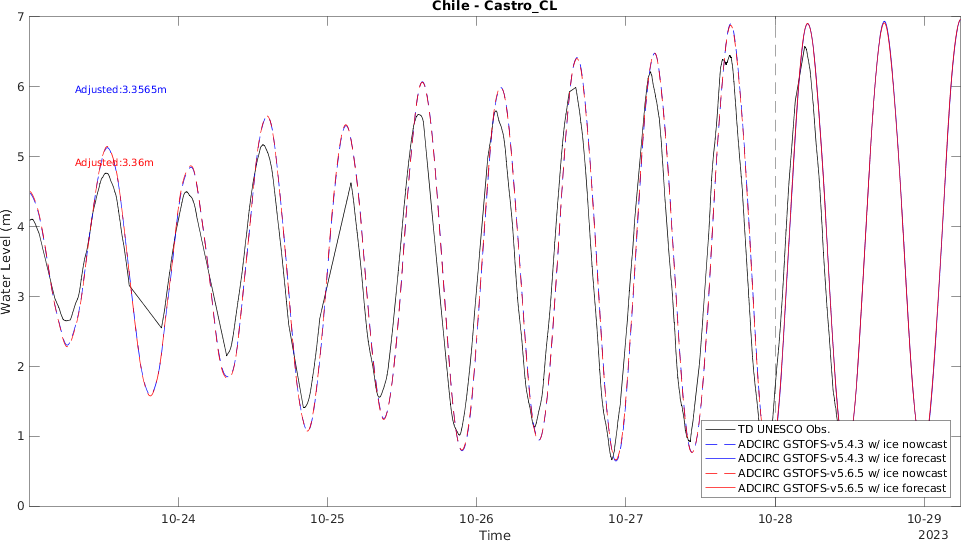 Chile - Castro_CL
7
6
5
4
3
2
1
0
Water Level (m)
Adjusted:3.3565m
Adjusted:3.36m
TD UNESCO Obs.
ADCIRC GSTOFS-v5.4.3 w/ ice nowcast
ADCIRC GSTOFS-v5.4.3 w/ ice forecast
ADCIRC GSTOFS-v5.6.5 w/ ice nowcast
ADCIRC GSTOFS-v5.6.5 w/ ice forecast
10-24 10-25 10-26 10-27 10-28 10-29
Time
2023